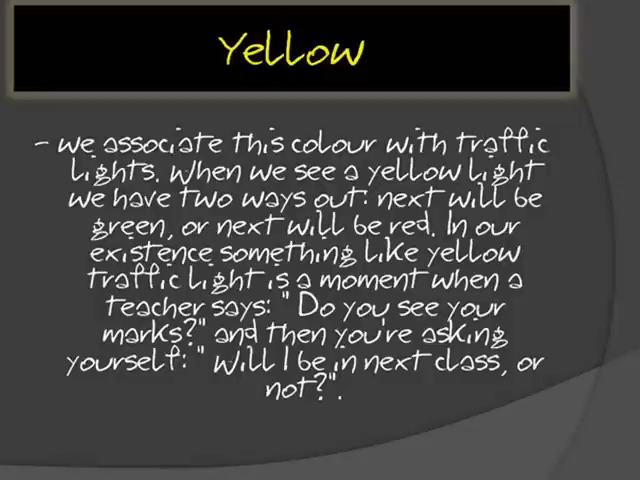 Yellow
- we associate this colour with traffic
lights. When we see a yellow light
we have two ways out: next will be
green, or next will be red. In our
existence something like yellow
traffic light is a moment when a
teacher says: " Do you see your
marks?" and then you're asking
yourself: " Will I be in next class, or
not?".